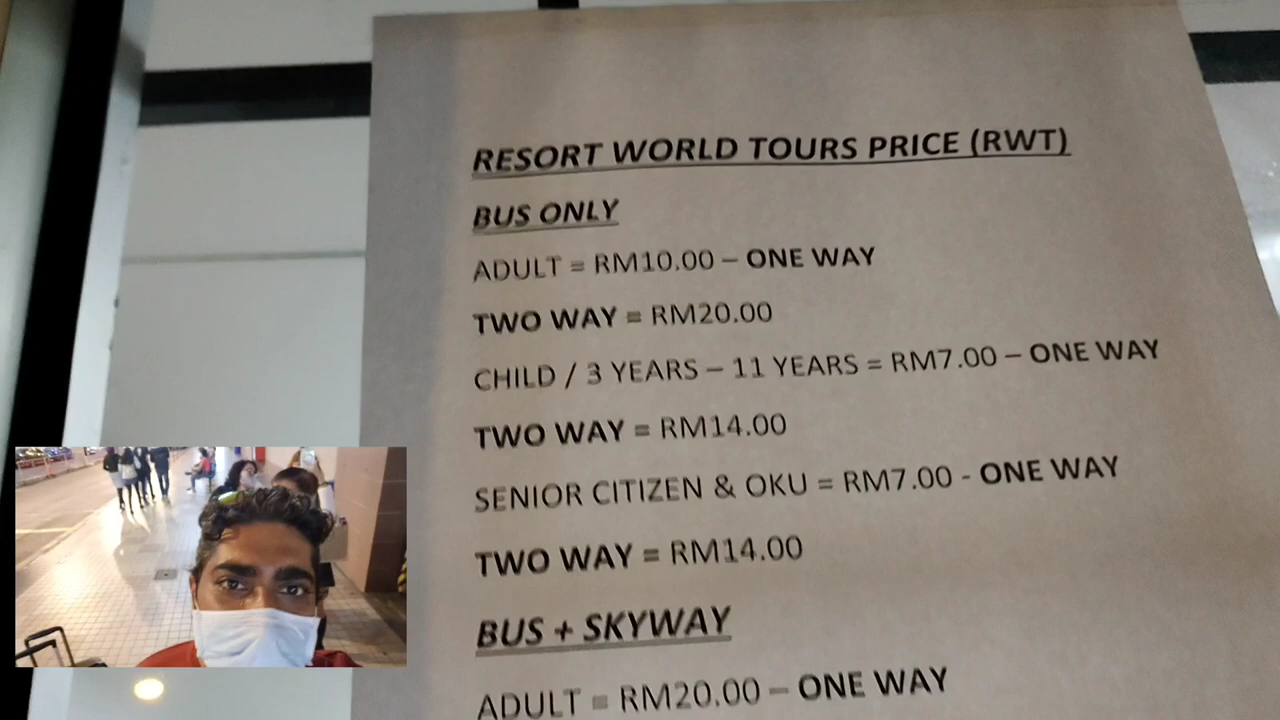 RESORT WORLD TOURS PRICE (RWT)
BUS ONLY
ADULT = RM10.00 – ONE WAY
TWO WAY = RM20.00
CHILD / 3 YEARS – 11 YEARS = RM7.00 – ONE WAY
TWO WAY = RM14.00
SENIOR CITIZEN & OKU = RM7.00 - ONE WAY
TWO WAY = RM14.00
BUS + SKYWAY
ADULT = RM20.00 – ONE WAY